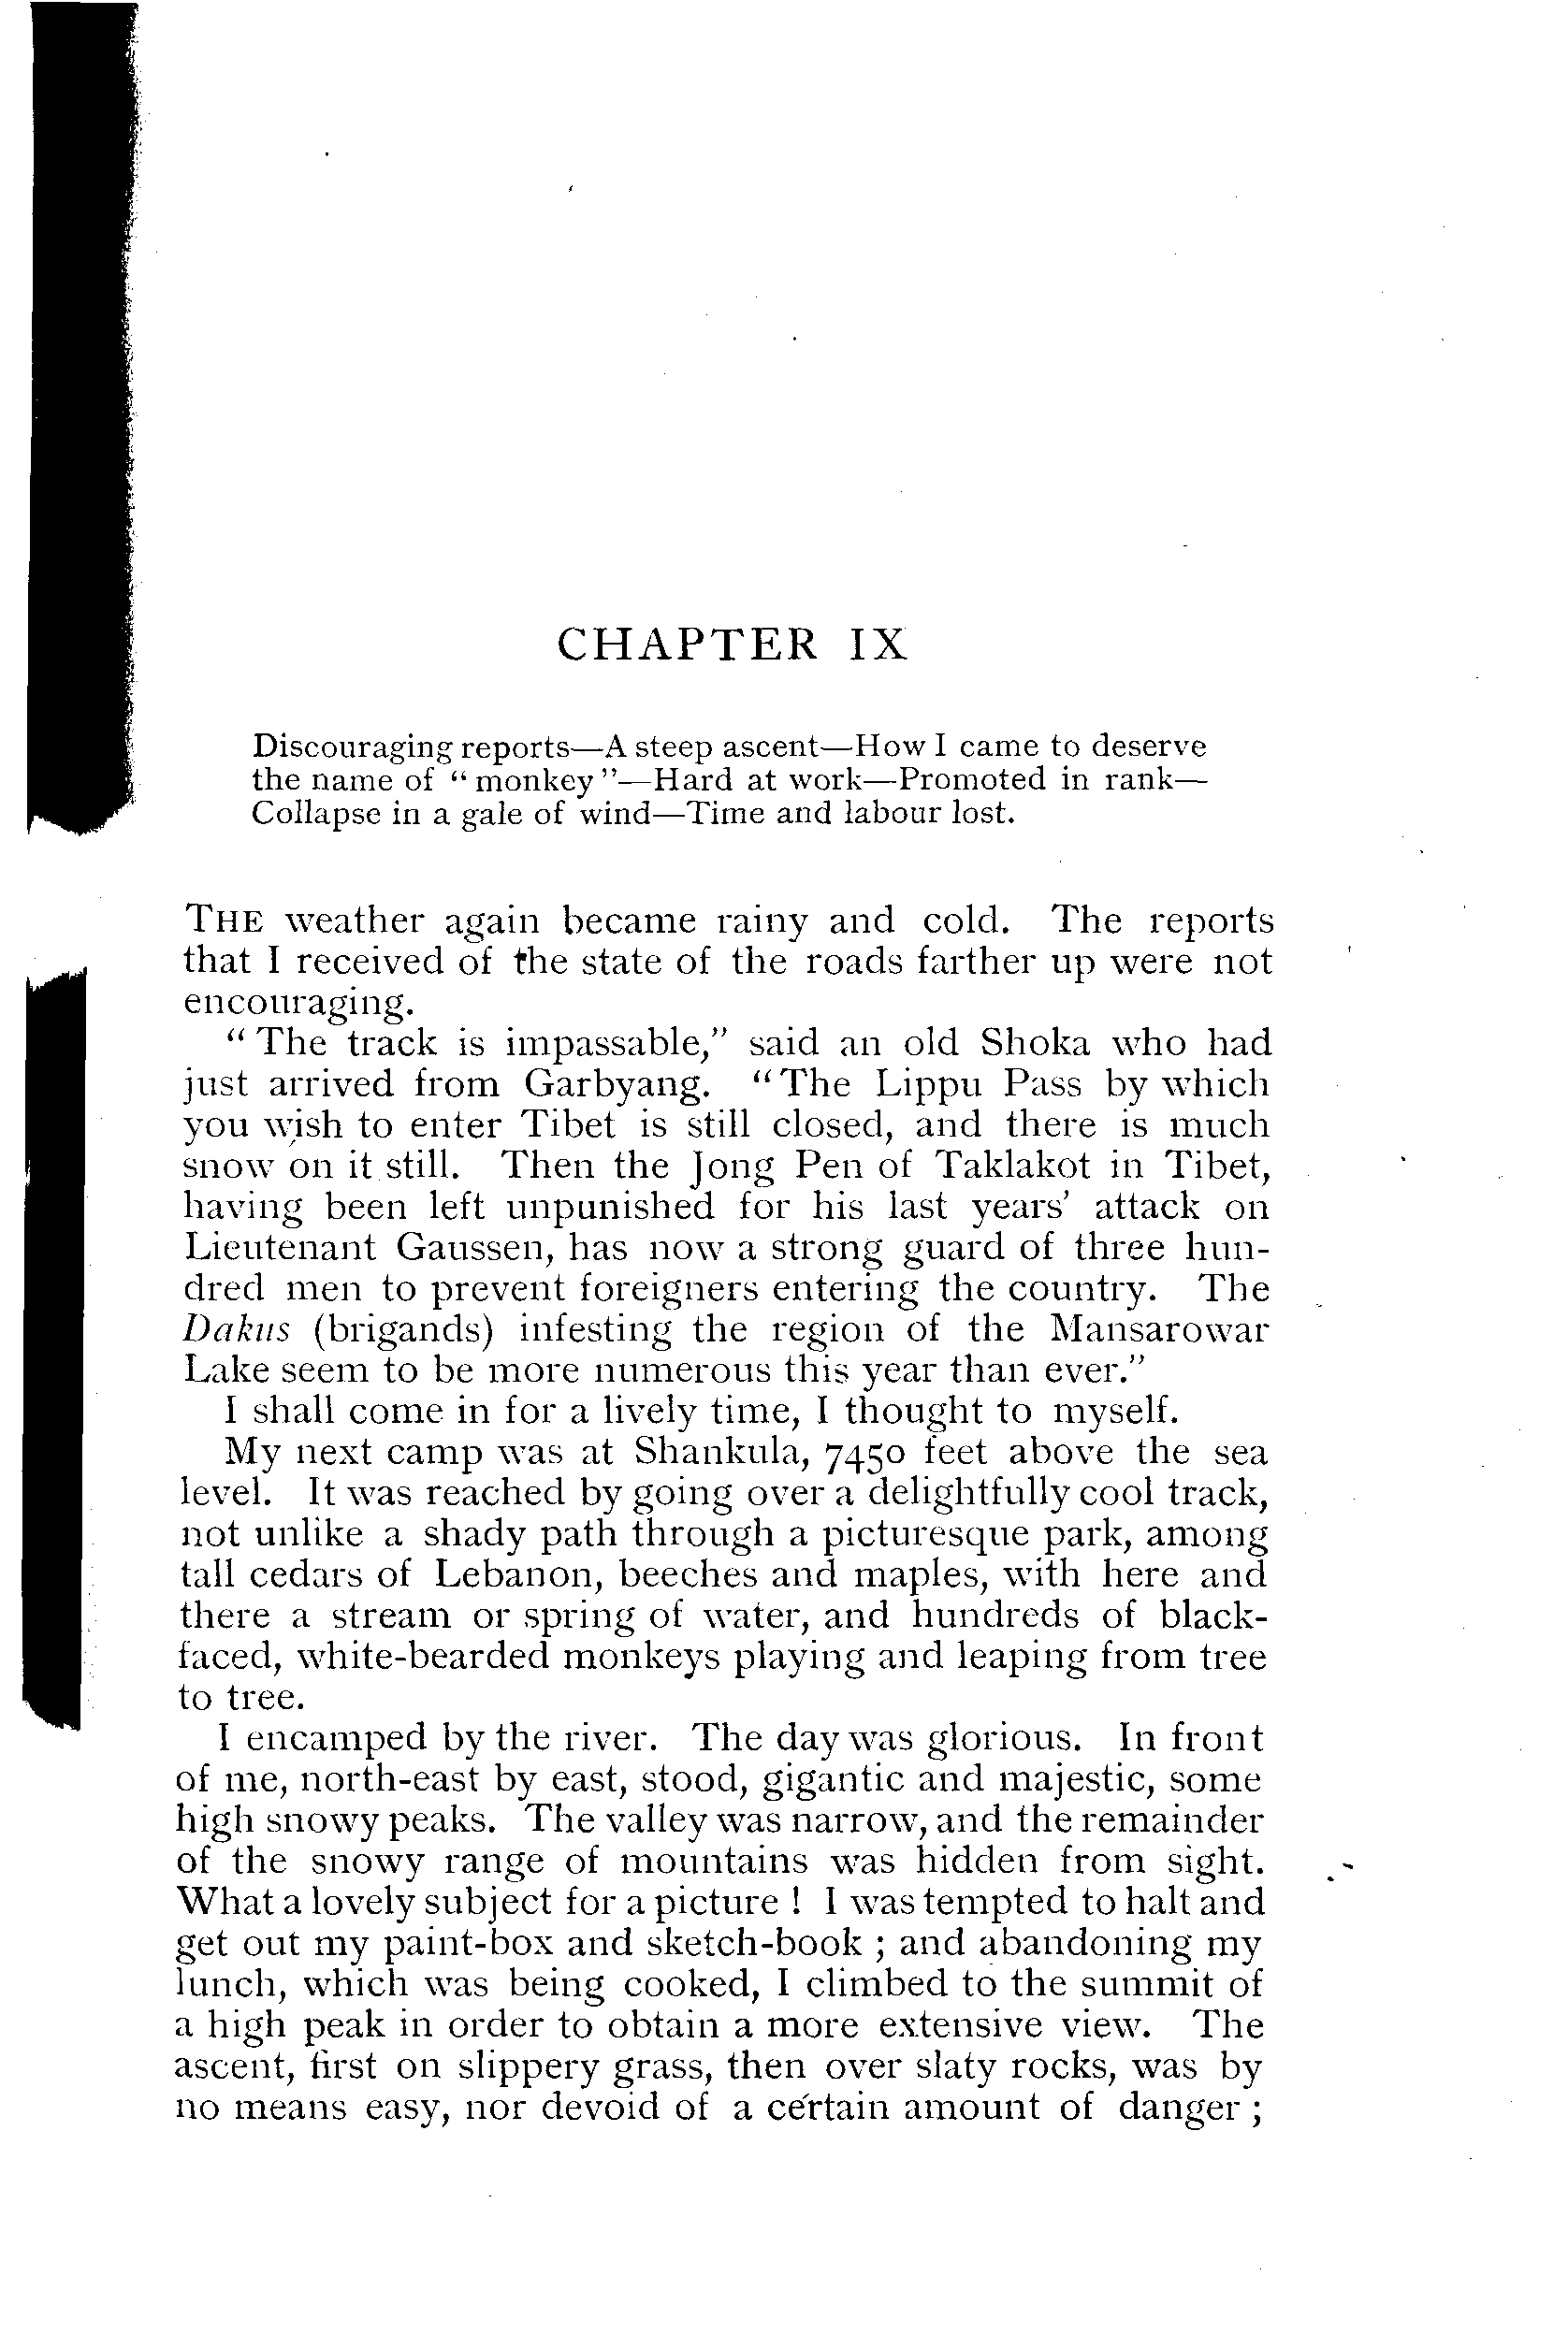 CHAPTER IX
Discouraging reports—A steep ascent—How I came to deserve
the name of “ monkey ”—Hard at work—Promoted in rank—
Collapse in a gale of wind—Time and labour lost.
THE weather again became rainy and cold. The reports
that I received of the state of the roads farther up were not
encouraging.
“ The track is impassable,” said an old Shoka who had
just arrived from Garbyang. “ The Lippu Pass by which
you wish to enter Tibet is still closed, and there is much
snow on it still. Then the Jong Pen of Taklakot in Tibet,
having been left unpunished for his last years’ attack on
Lieutenant Gaussen, has now a strong guard of three hun-
dred men to prevent foreigners entering the country. The
Dakus (brigands) infesting the region of the Mansarowar
Lake seem to be more numerous this year than ever.”
I shall come in for a lively time, I thought to myself.
My next camp was at Shankula, 7450 feet above the sea
level. It was reached by going over a delightfully cool track,
not unlike a shady path through a picturesque park, among
tall cedars of Lebanon, beeches and maples, with here and
there a stream or spring of water, and hundreds of black-
faced, white-bearded monkeys playing and leaping from tree
to tree.
I encamped by the river. The day was glorious. In front
of me, north-east by east, stood, gigantic and majestic, some
high snowy peaks. The valley was narrow, and the remainder
of the snowy range of mountains was hidden from sight.
What a lovely subject for a picture ! I was tempted to halt and
get out my paint-box and sketch-book ; and abandoning my
lunch, which was being cooked, I climbed to the summit of
a high peak in order to obtain a more extensive view. The
ascent, first on slippery grass, then over slaty rocks, was by
no means easy, nor devoid of a certain amount of danger ;